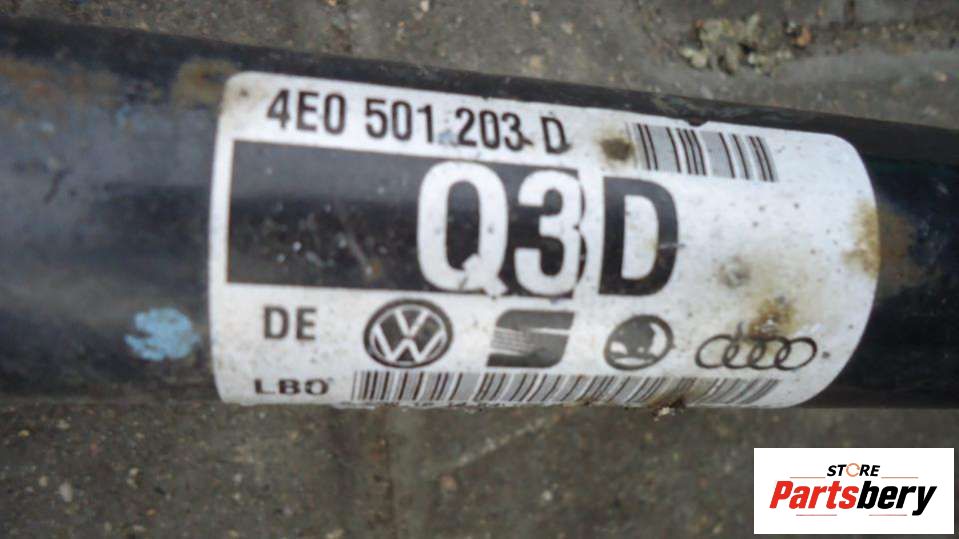 4E0 501 203 D
Q3D
DE
LBO
STORE
Partsbery